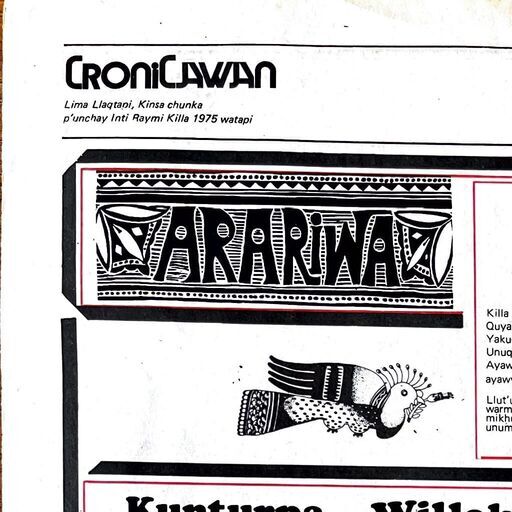 CRONICAWAN
Lima Llaqtapi, Kinsa chunka
p'unchay Inti Raymi Killa 1975 watapi
ARARIWA
Killa
Quya
Yaku
Unuq
Ayaw
ayaw
Llut'u
warm
mikh
unum
Kunturpa Willak